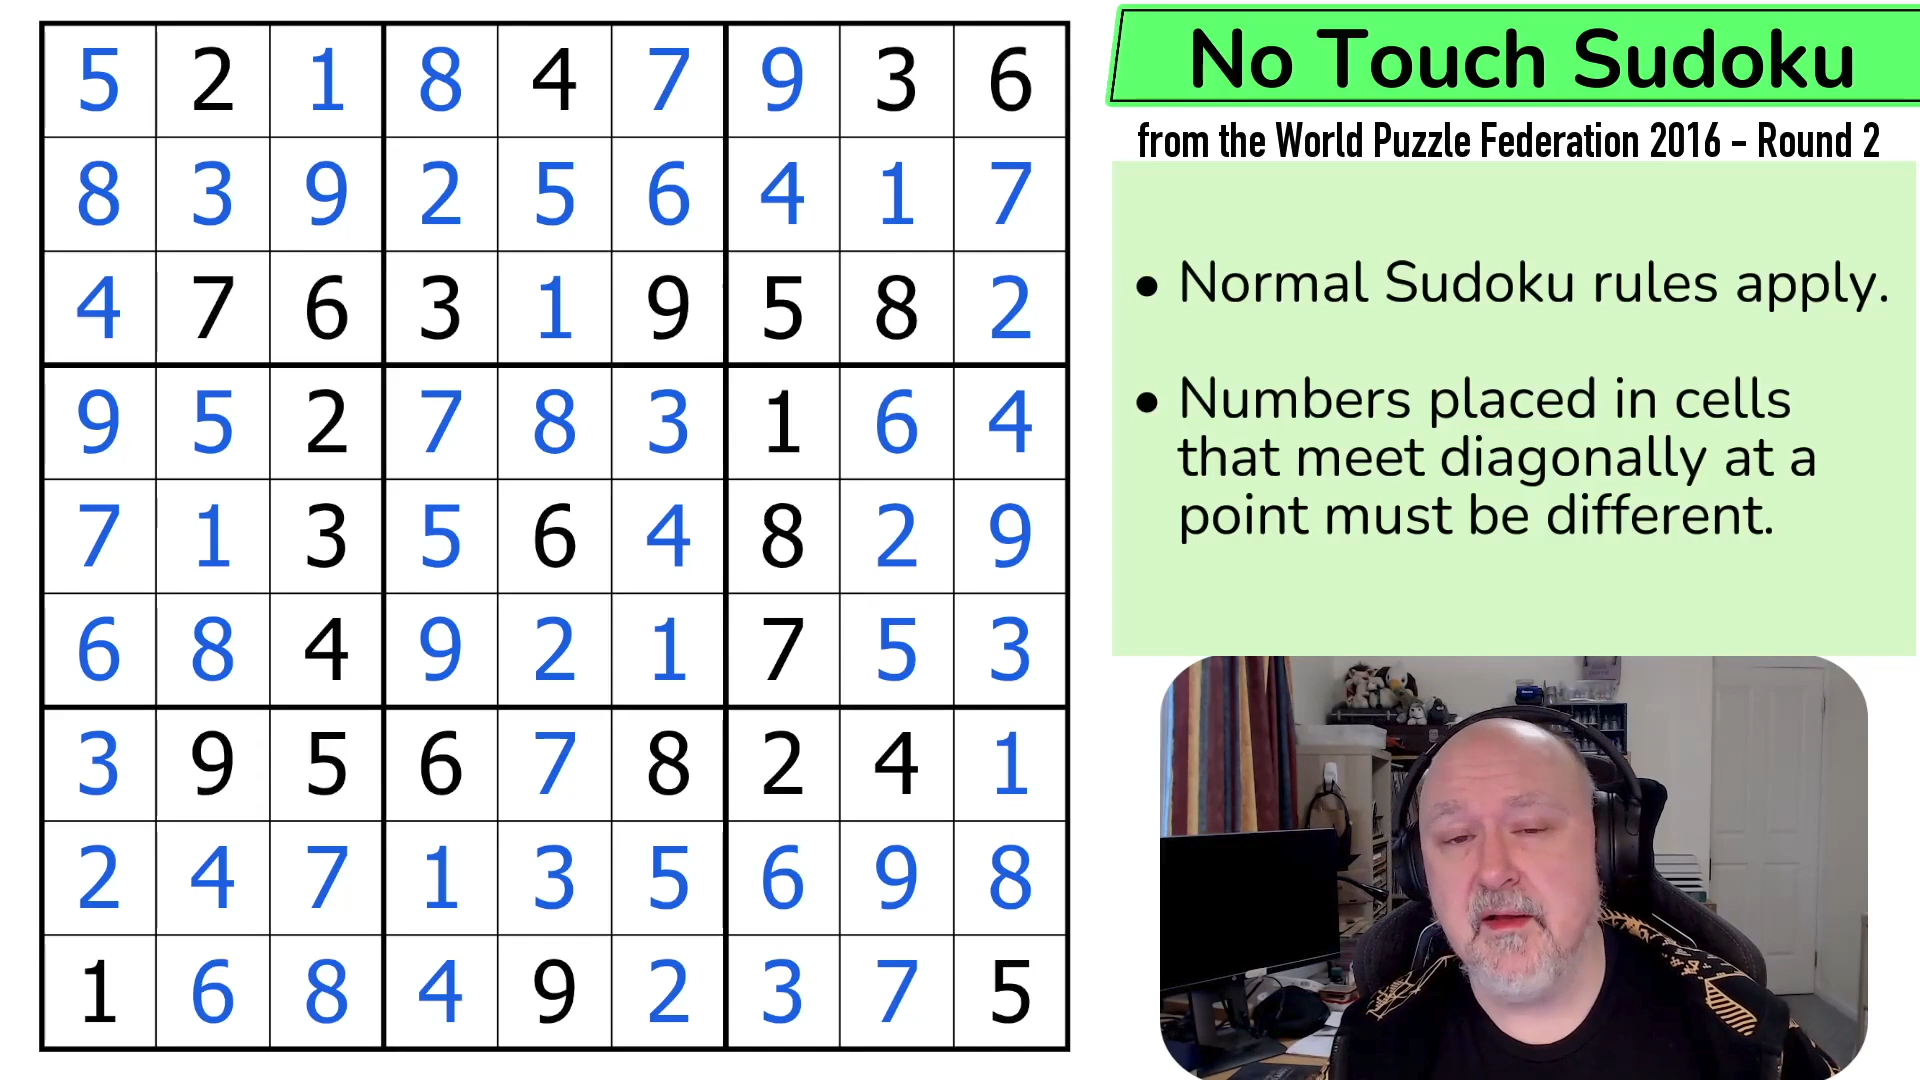 No Touch Sudoku
from the World Puzzle Federation 2016 - Round 2
• Normal Sudoku rules apply.
• Numbers placed in cells
that meet diagonally at a
point must be different.
5 2 1 8 4 7 9 3 6
8 3 9 2 5 6 4 1 7
4 7 6 3 1 9 5 8 2
9 5 2 7 8 3 1 6 4
7 1 3 5 6 4 8 2 9
6 8 4 9 2 1 7 5 3
3 9 5 6 7 8 2 4 1
2 4 7 1 3 5 6 9 8
1 6 8 4 9 2 3 7 5